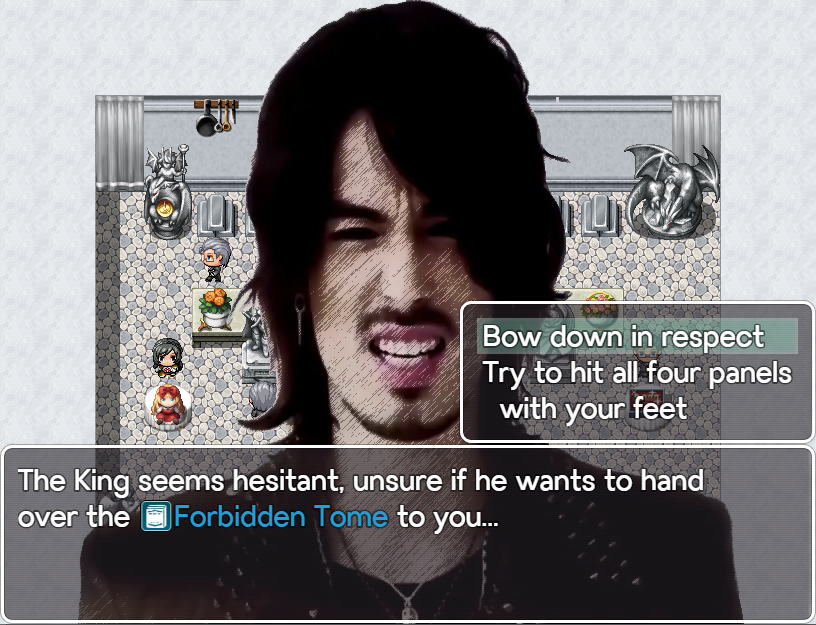 Bow down in respect
Try to hit all four panels
with your feet
The King seems hesitant, unsure if he wants to hand
over the Forbidden Tome to you...